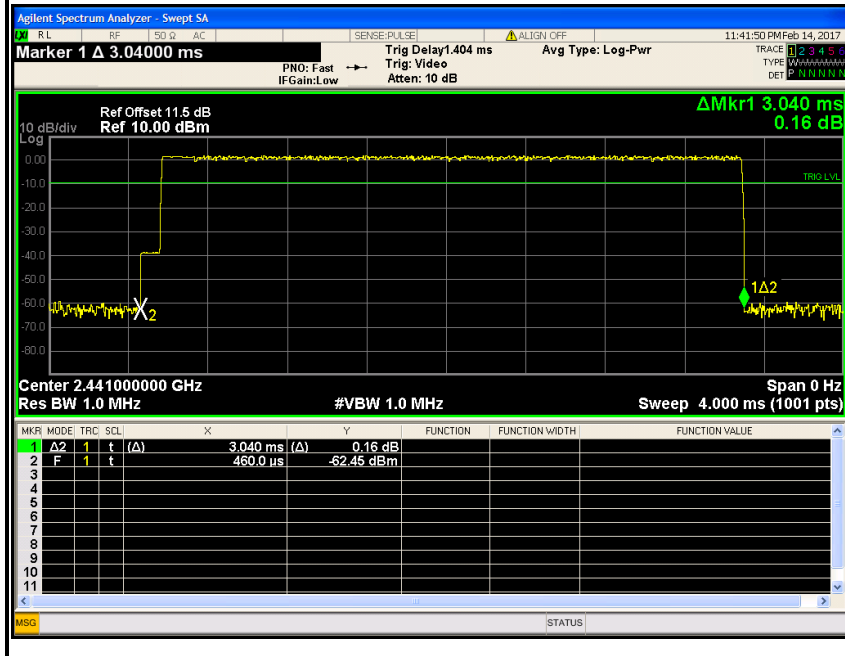 Agilent Spectrum Analyzer - Swept SA
LXI RL RF 50 Ω AC SENSE:PULSE ALIGN OFF 11:41:50 PM Feb 14, 2017
Marker 1 Δ 3.04000 ms
PNO: Fast
IFGain:Low
Trig Delay1.404 ms
Trig: Video
Atten: 10 dB
Avg Type: Log-Pwr
TRACE 1 2 3 4 5 6
TYPE
DET P N N N N N
ΔMkr1 3.040 ms
0.16 dB
Ref Offset 11.5 dB
10 dB/div Ref 10.00 dBm
Log
0.00
-10.0
TRIG LVL
-20.0
-30.0
-40.0
-50.0
-60.0
-70.0
-80.0
1Δ2
2
Center 2.441000000 GHz Span 0 Hz
Res BW 1.0 MHz #VBW 1.0 MHz Sweep 4.000 ms (1001 pts)
MKR MODE TRC SCL X Y FUNCTION FUNCTION WIDTH FUNCTION VALUE
1 Δ2 1 t (Δ) 3.040 ms (Δ) 0.16 dB
2 F 1 t 460.0 µs -62.45 dBm
3
4
5
6
7
8
9
10
11
MSG STATUS